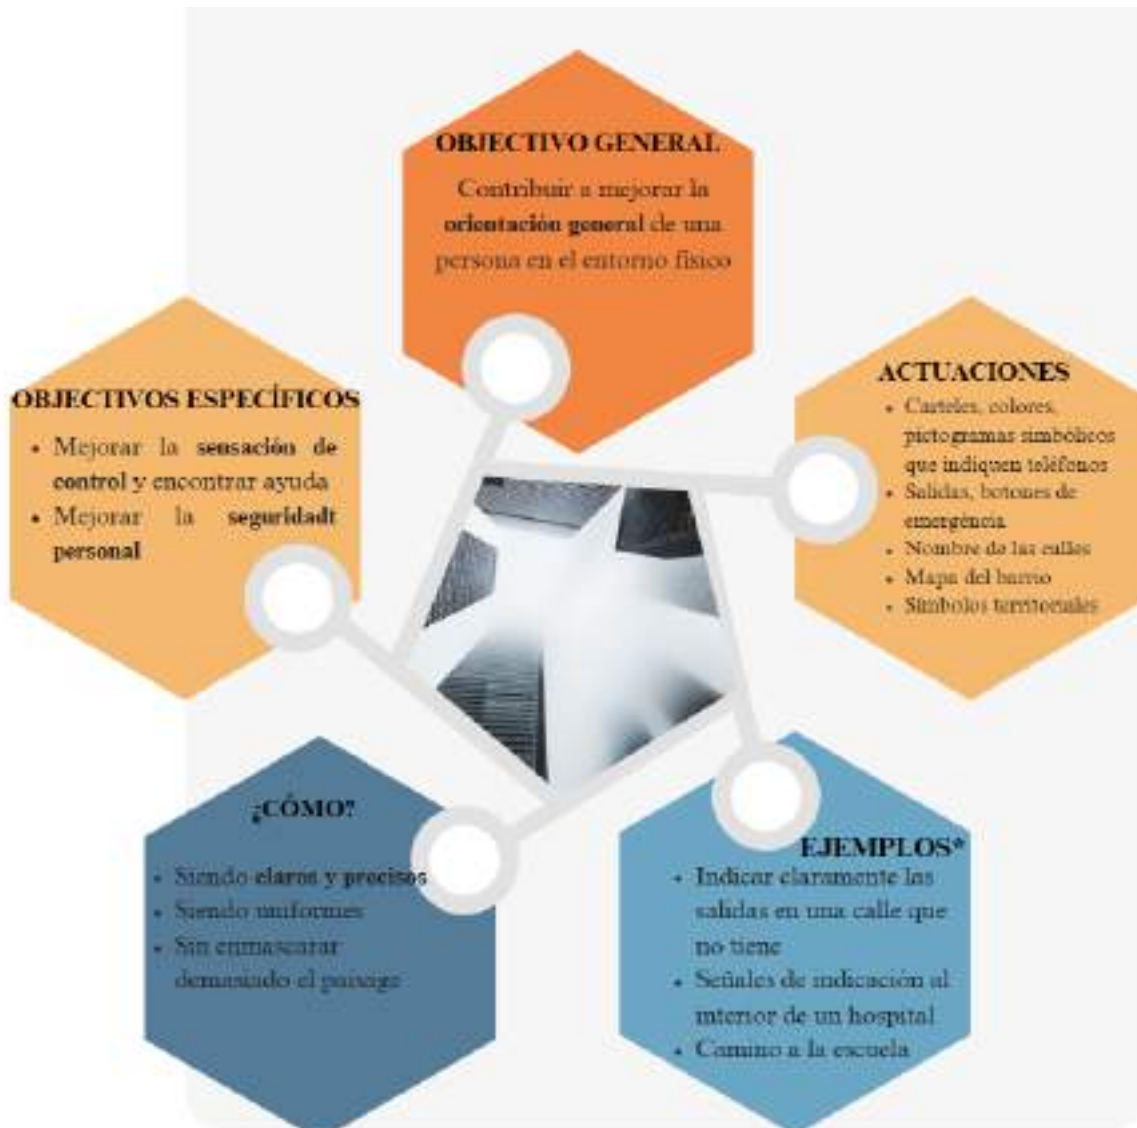 OBJECTIVO GENERAL
Contribuir a mejorar la
orientación general de una
persona en el entorno físico
OBJECTIVOS ESPECÍFICOS
• Mejorar la sensación de
control y encontrar ayuda
• Mejorar la seguridadt
personal
ACTUACIONES
• Carteles, colores,
pictogramas simbólicos
que indiquen teléfonos
• Salidas, botones de
emergència
• Nombre de las calles
• Mapa del barrio
• Símbolos territoriales
¿CÓMO?
• Siendo claros y precisos
• Siendo uniformes
• Sin enmascarar
demasiado el paisage
EJEMPLOS*
• Indicar claramente las
salidas en una calle que
no tiene
• Señales de indicación al
interior de un hospital
• Camino a la escuela